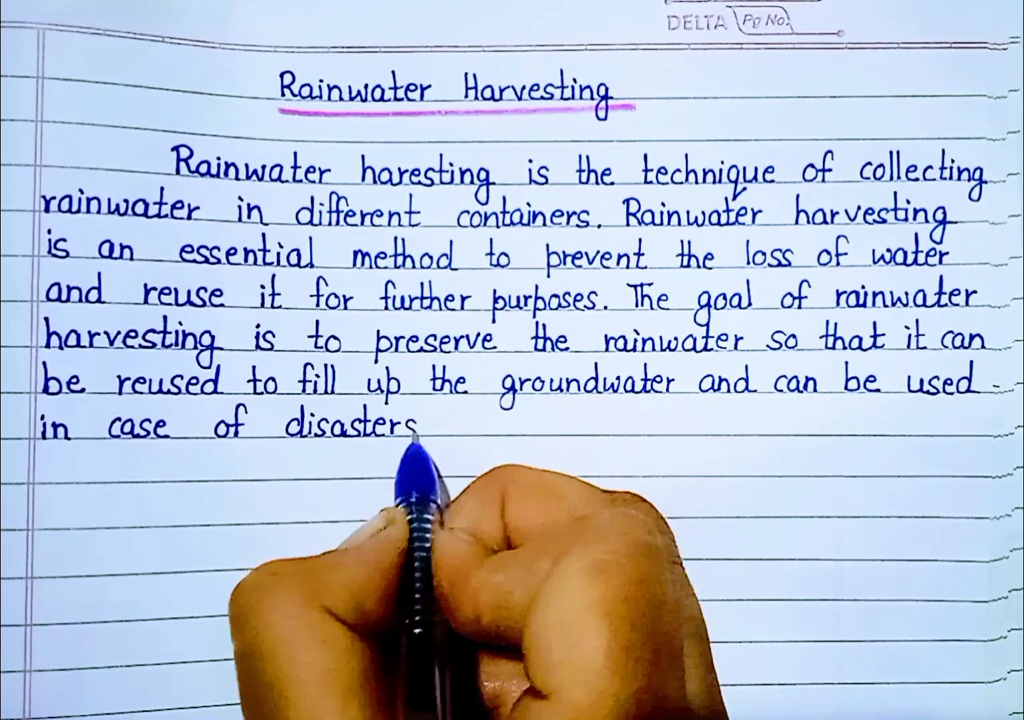 DELTA Pg No.
Rainwater Harvesting
Rainwater haresting is the technique of collecting
rainwater in different containers. Rainwater harvesting
is an essential method to prevent the loss of water
and reuse it for further purposes. The goal of rainwater
harvesting is to preserve the rainwater so that it can
be reused to fill up the groundwater and can be used
in case of disasters